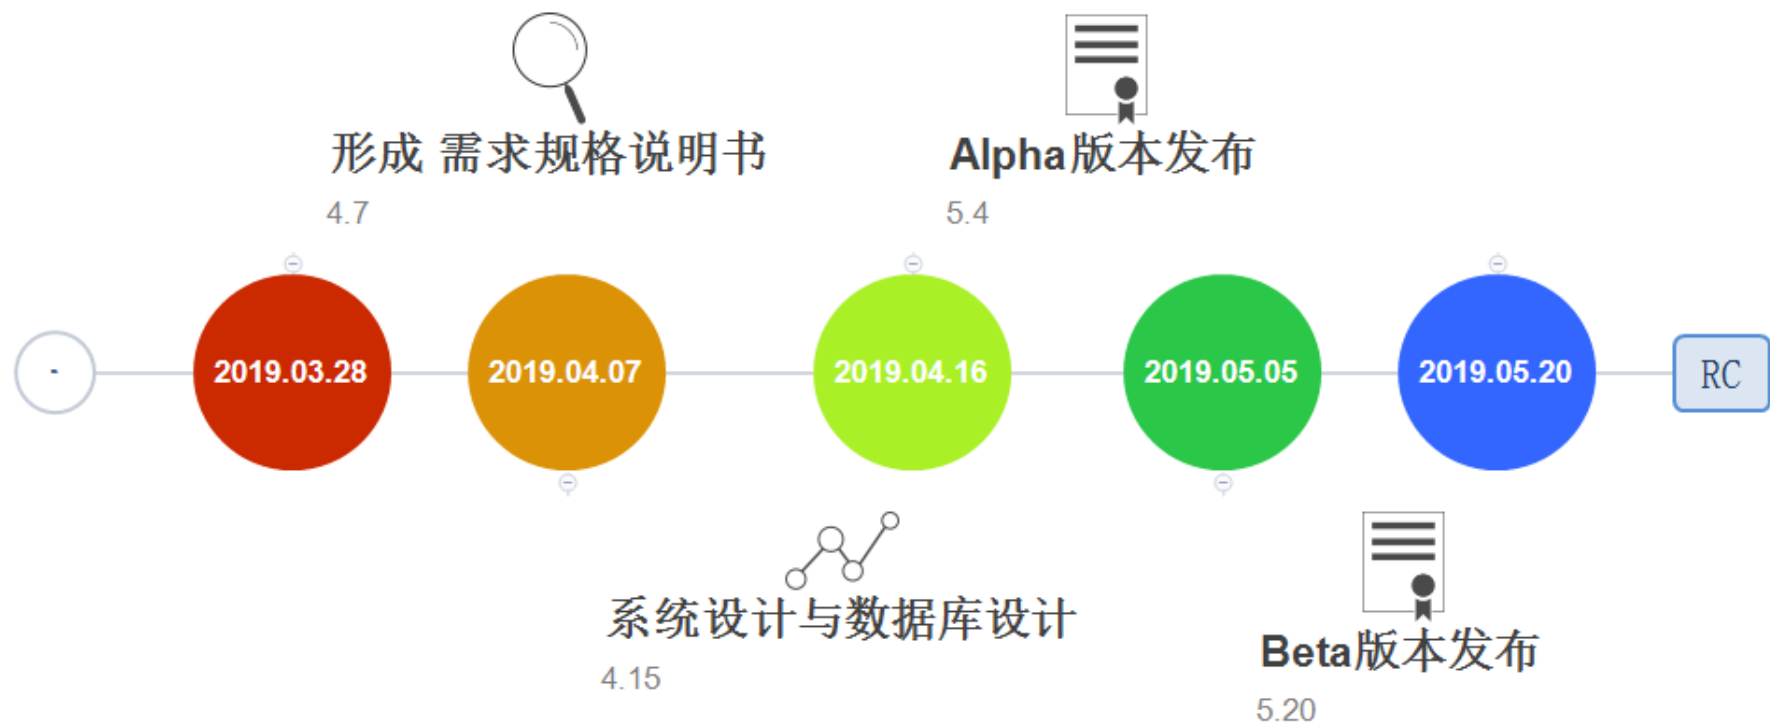 形成 需求规格说明书
4.7
Alpha版本发布
5.4
-
2019.03.28
2019.04.07
2019.04.16
2019.05.05
2019.05.20
RC
系统设计与数据库设计
4.15
Beta版本发布
5.20